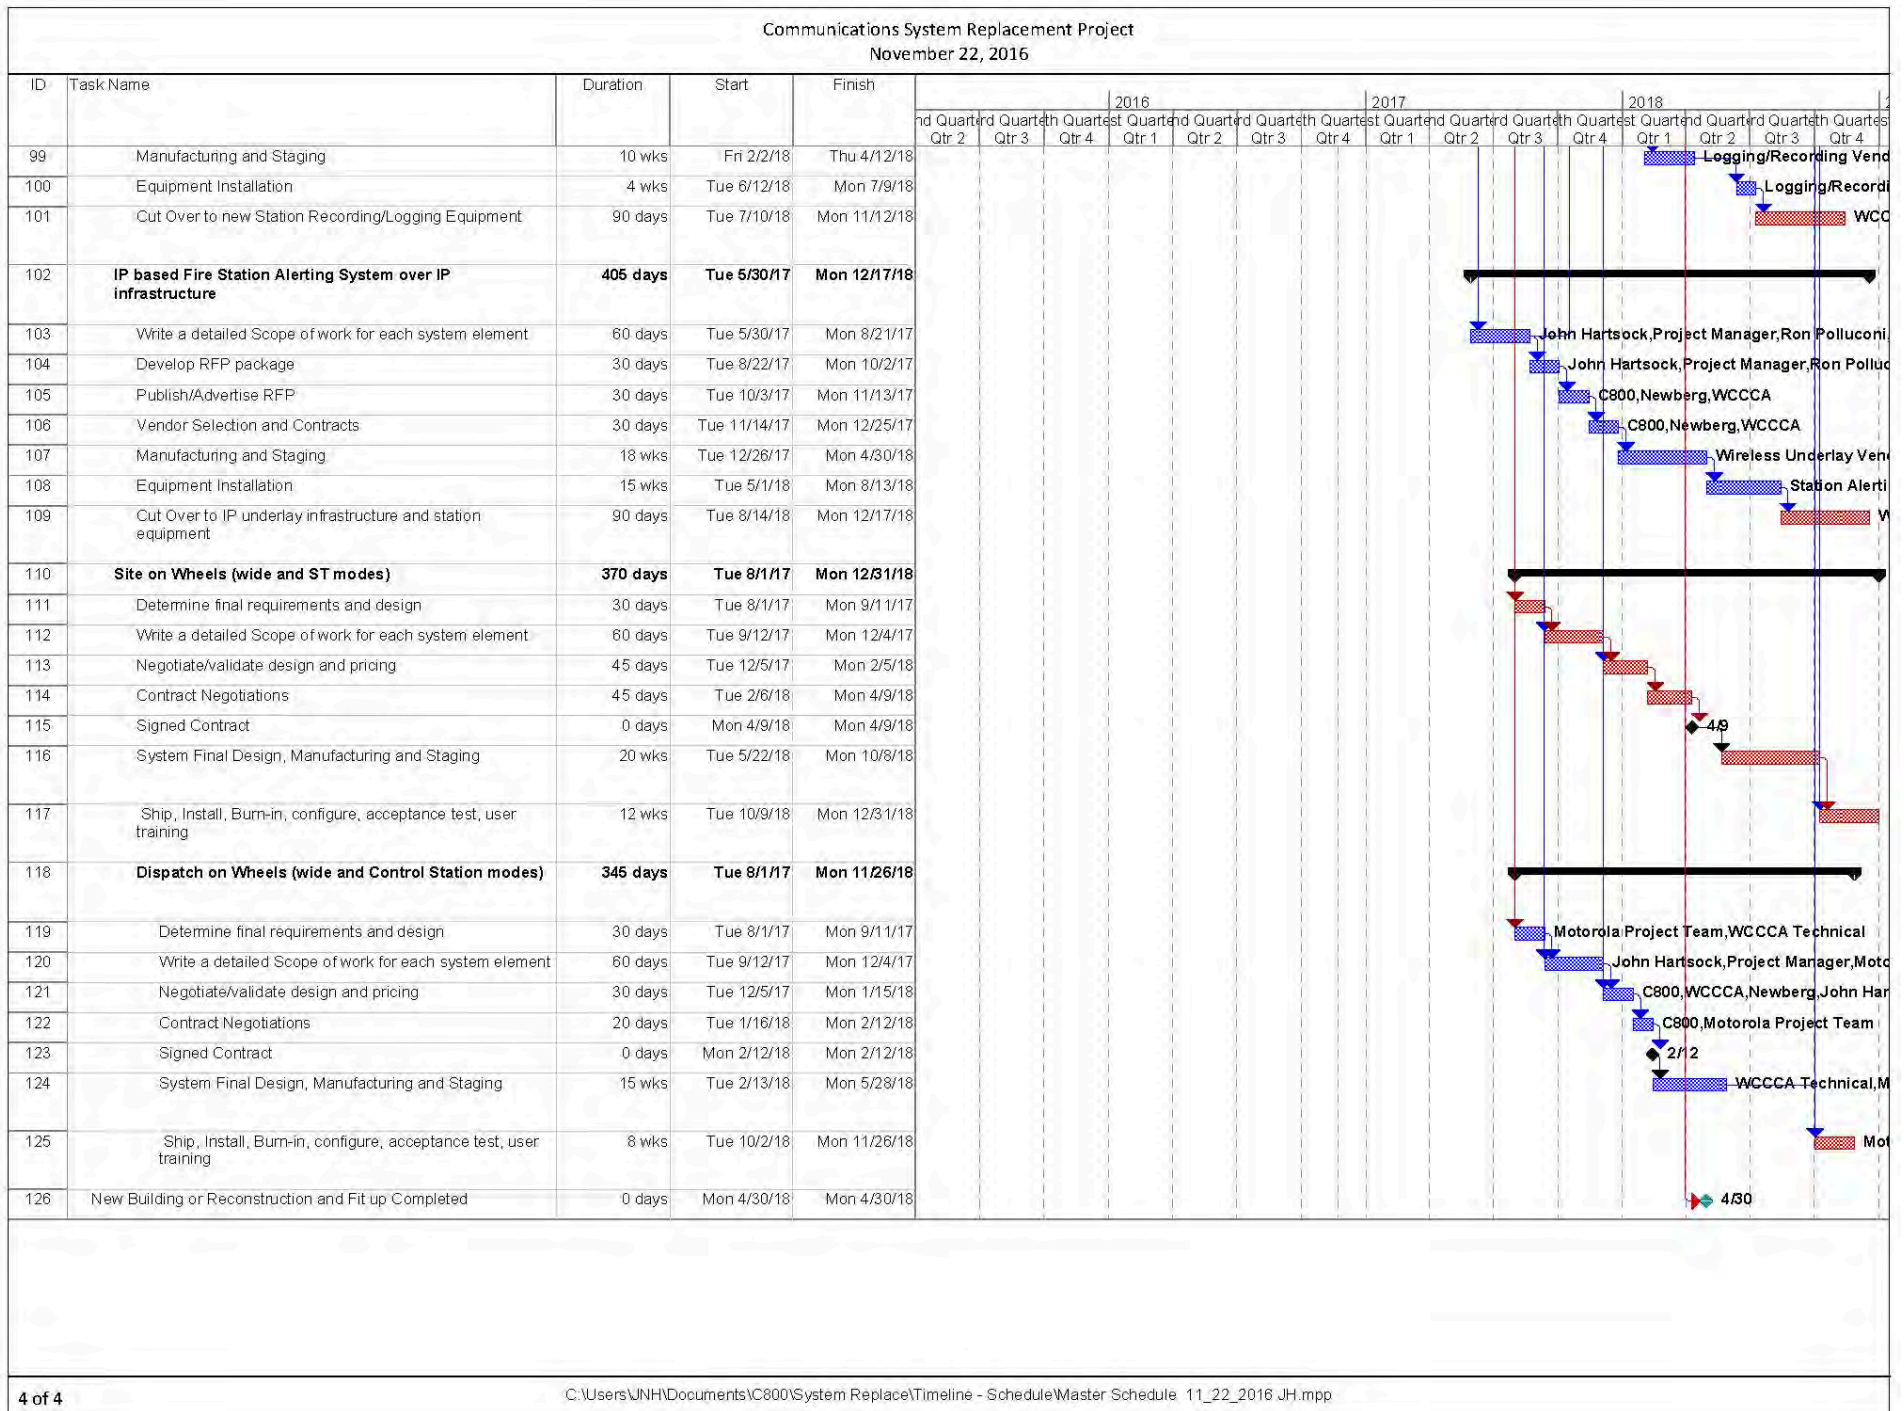 Communications System Replacement Project
November 22, 2016
ID Task Name Duration Start Finish
2016 2017 2018
Qtr 2 Qtr 3 Qtr 4 Qtr 1 Qtr 2 Qtr 3 Qtr 4 Qtr 1 Qtr 2 Qtr 3 Qtr 4 Qtr 1 Qtr 2 Qtr 3 Qtr 4
99 Manufacturing and Staging 10 wks Fri 2/2/18 Thu 4/12/18 Logging/Recording Vend
100 Equipment Installation 4 wks Tue 6/12/18 Mon 7/9/18 Logging/Recordi
101 Cut Over to new Station Recording/Logging Equipment 90 days Tue 7/10/18 Mon 11/12/18 WCC
102 IP based Fire Station Alerting System over IP 405 days Tue 5/30/17 Mon 12/17/18
infrastructure
103 Write a detailed Scope of work for each system element 60 days Tue 5/30/17 Mon 8/21/17 John Hartsock,Project Manager,Ron Polluconi,
104 Develop RFP package 30 days Tue 8/22/17 Mon 10/2/17 John Hartsock,Project Manager,Ron Polluc
105 Publish/Advertise RFP 30 days Tue 10/3/17 Mon 11/13/17 C800,Newberg,WCCCA
106 Vendor Selection and Contracts 30 days Tue 11/14/17 Mon 12/25/17 C800,Newberg,WCCCA
107 Manufacturing and Staging 18 wks Tue 12/26/17 Mon 4/30/18 Wireless Underlay Ven
108 Equipment Installation 15 wks Tue 5/1/18 Mon 8/13/18 Station Alerti
109 Cut Over to IP underlay infrastructure and station 90 days Tue 8/14/18 Mon 12/17/18 W
equipment
110 Site on Wheels (wide and ST modes) 370 days Tue 8/1/17 Mon 12/31/18
111 Determine final requirements and design 30 days Tue 8/1/17 Mon 9/11/17
112 Write a detailed Scope of work for each system element 60 days Tue 9/12/17 Mon 12/4/17
113 Negotiate/validate design and pricing 45 days Tue 12/5/17 Mon 2/5/18
114 Contract Negotiations 45 days Tue 2/6/18 Mon 4/9/18
115 Signed Contract 0 days Mon 4/9/18 Mon 4/9/18 4/9
116 System Final Design, Manufacturing and Staging 20 wks Tue 5/22/18 Mon 10/8/18
117 Ship, Install, Burn-in, configure, acceptance test, user 12 wks Tue 10/9/18 Mon 12/31/18
training
118 Dispatch on Wheels (wide and Control Station modes) 345 days Tue 8/1/17 Mon 11/26/18
119 Determine final requirements and design 30 days Tue 8/1/17 Mon 9/11/17 Motorola Project Team,WCCCA Technical
120 Write a detailed Scope of work for each system element 60 days Tue 9/12/17 Mon 12/4/17 John Hartsock,Project Manager,Moto
121 Negotiate/validate design and pricing 30 days Tue 12/5/17 Mon 1/15/18 C800,WCCCA,Newberg,John Har
122 Contract Negotiations 20 days Tue 1/16/18 Mon 2/12/18 C800,Motorola Project Team
123 Signed Contract 0 days Mon 2/12/18 Mon 2/12/18 2/12
124 System Final Design, Manufacturing and Staging 15 wks Tue 2/13/18 Mon 5/28/18 WCCCA Technical,M
125 Ship, Install, Burn-in, configure, acceptance test, user 8 wks Tue 10/2/18 Mon 11/26/18 Mot
training
126 New Building or Reconstruction and Fit up Completed 0 days Mon 4/30/18 Mon 4/30/18 4/30
4 of 4
C:\Users\JNH\Documents\C800\System Replace\Timeline - Schedule\Master Schedule 11_22_2016 JH.mpp